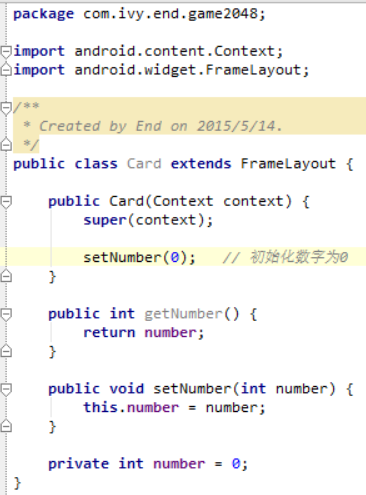 package com.ivy.end.game2048;
import android.content.Context;
import android.widget.FrameLayout;
/**
 * Created by End on 2015/5/14.
 */
public class Card extends FrameLayout {
    public Card(Context context) {
        super(context);
        setNumber(0);   // 初始化数字为0
    }
    public int getNumber() {
        return number;
    }
    public void setNumber(int number) {
        this.number = number;
    }
    private int number = 0;
}